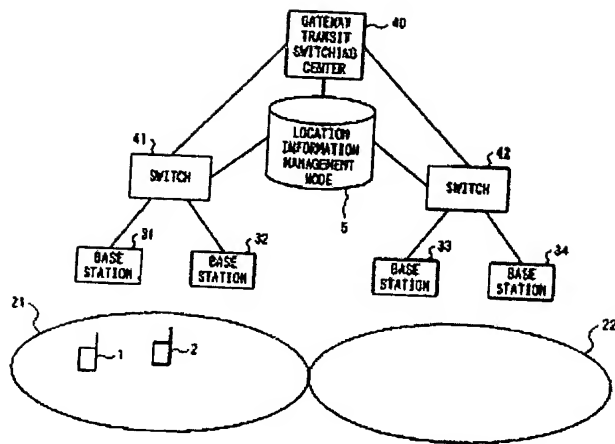 40
GATEWAY
TRANSIT
SWITCHING
CENTER
41
LOCATION
INFORMATION
MANAGEMENT
NODE
42
SWITCH
SWITCH
5
31
32
33
34
BASE
STATION
BASE
STATION
BASE
STATION
BASE
STATION
21
1
2
22